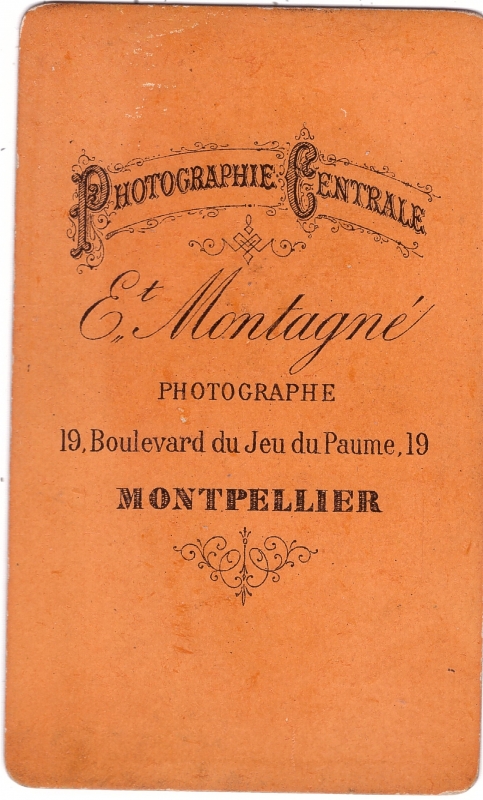 PHOTOGRAPHIE CENTRALE
Et. Montagné
PHOTOGRAPHE
19, Boulevard du Jeu du Paume, 19
MONTPELLIER